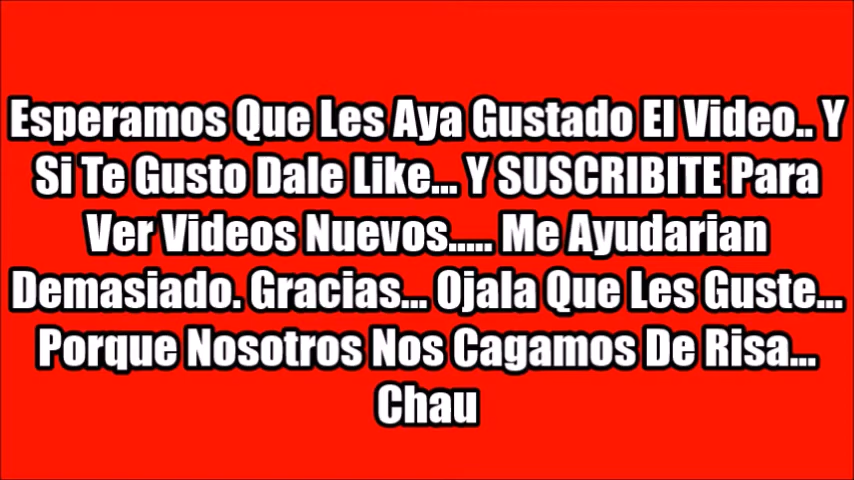 Esperamos Que Les Aya Gustado El Video.. Y
Si Te Gusto Dale Like... Y SUSCRIBITE Para
Ver Videos Nuevos..... Me Ayudarian
Demasiado. Gracias... Ojala Que Les Guste...
Porque Nosotros Nos Cagamos De Risa...
Chau